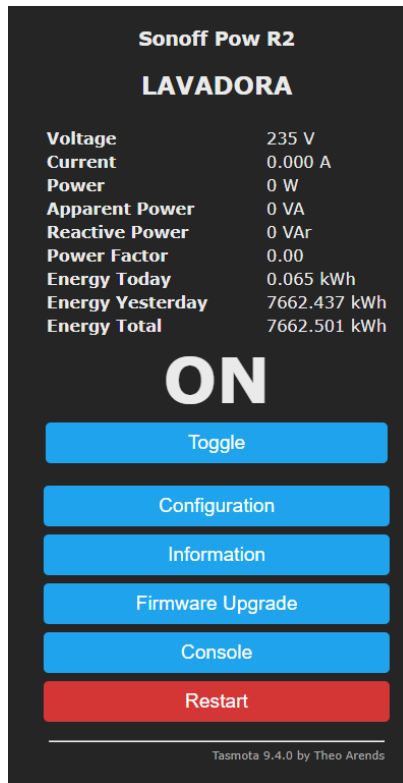 Sonoff Pow R2
LAVADORA
Voltage 235 V
Current 0.000 A
Power 0 W
Apparent Power 0 VA
Reactive Power 0 VAr
Power Factor 0.00
Energy Today 0.065 kWh
Energy Yesterday 7662.437 kWh
Energy Total 7662.501 kWh
ON
Toggle
Configuration
Information
Firmware Upgrade
Console
Restart
Tasmota 9.4.0 by Theo Arends